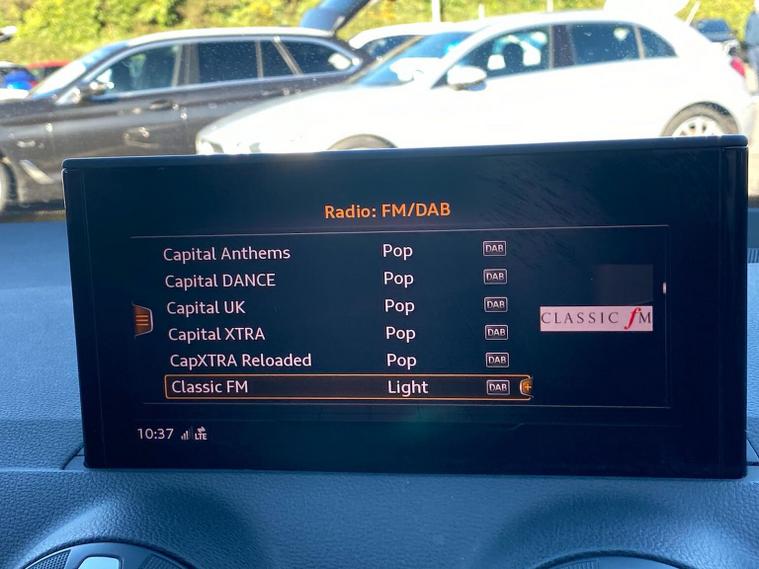 Radio: FM/DAB
Capital Anthems Pop DAB
Capital DANCE Pop DAB
Capital UK Pop DAB
Capital XTRA Pop DAB
CapXTRA Reloaded Pop DAB
Classic FM Light DAB
CLASSIC fM
10:37 LTE